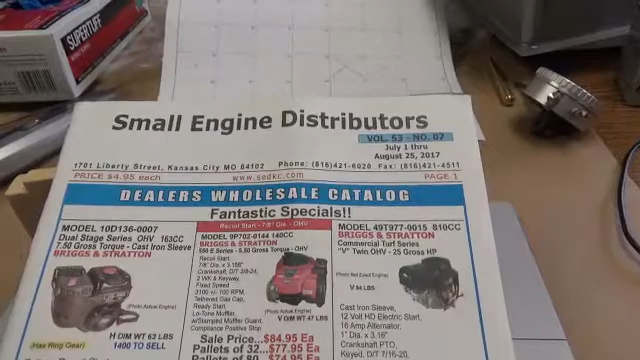 SUPERTUFF
Small Engine Distributors
VOL. 53 - NO. 07
July 1 thru
August 25, 2017
1701 Liberty Street, Kansas City MO 64102 Phone: (816)421-6028 Fax: (816)421-4511
PRICE $4.95 each www.sedkc.com PAGE 1
DEALERS WHOLESALE CATALOG
Fantastic Specials!!
MODEL 10D136-0007
Dual Stage Series OHV 163CC
7.50 Gross Torque - Cast Iron Sleeve
BRIGGS & STRATTON
(Photo Actual Engine)
H DIM WT 63 LBS
(Has Ring Gear)
1400 TO SELL
Recoil Start - 7/8" Dia - OHV
MODEL 9P702-0144 140CC
BRIGGS & STRATTON
550 E Series - 5.50 Gross Torque - OHV
Recoil Start,
7/8" Dia. x 3.156"
Crankshaft, D/T 3/8-24,
2 WK & Keyway,
Fixed Speed
3100 +/- 100 RPM,
Tethered Gas Cap,
Ready Start,
Lo-Tone Muffler,
w/Stamped Muffler Guard,
Compliance Positive Stop
(Photo Actual Engine)
V DIM WT 47 LBS
Sale Price...$84.95 Ea
Pallets of 32...$77.95 Ea
Pallets of 80 $74.95 Ea
MODEL 49T977-0015 810CC
BRIGGS & STRATTON
Commercial Turf Series
"V" Twin OHV - 25 Gross HP
(Photo Not Exact Engine)
V 94 LBS
Cast Iron Sleeve,
12 Volt HD Electric Start,
16 Amp Alternator,
1" Dia. x 3.16"
Crankshaft PTO,
Keyed, D/T 7/16-20,